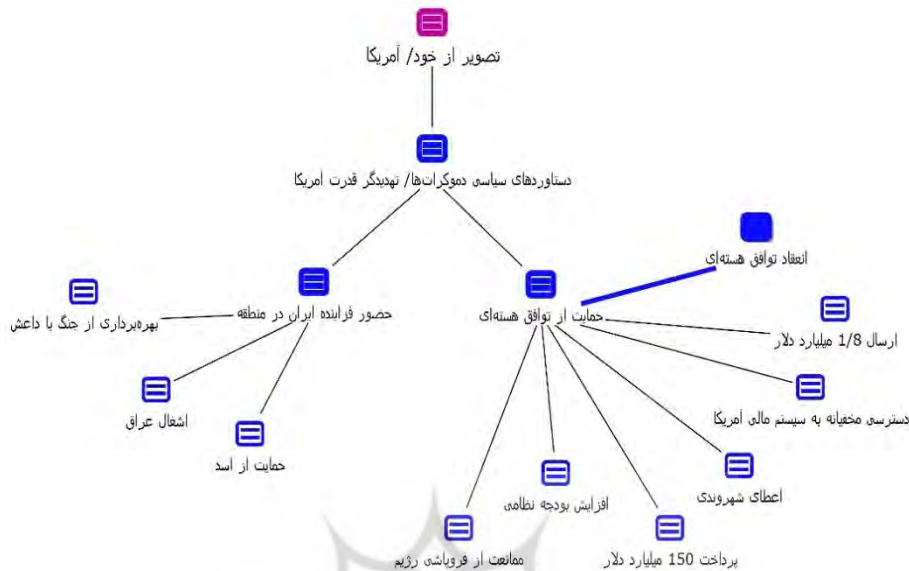 تصویر از خود/ آمریکا
دستاوردهای سیاسی دموکرات‌ها/ تهدیدگر قدرت آمریکا
انعقاد توافق هسته‌ای
حمایت از توافق هسته‌ای
حضور فزاینده ایران در منطقه
بهره‌برداری از جنگ با داعش
ارسال 1/8 میلیارد دلار
دسترسی مخفیانه به سیستم مالی آمریکا
اشغال عراق
حمایت از اسد
اعطای شهروندی
افزایش بودجه نظامی
پرداخت 150 میلیارد دلار
ممانعت از فروپاشی رژیم